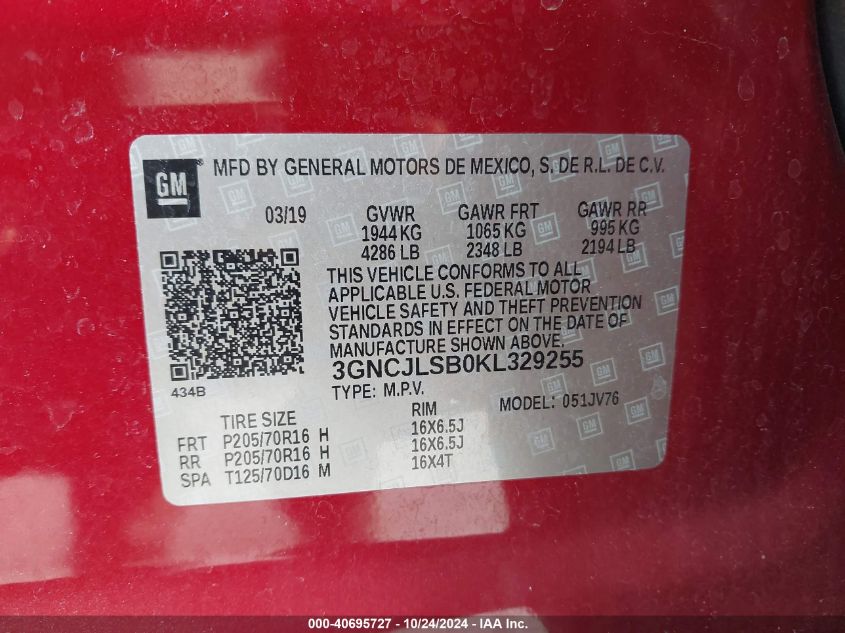 GM
MFD BY GENERAL MOTORS DE MEXICO, S. DE R.L. DE C.V.
03/19 GVWR GAWR FRT GAWR RR
1944 KG 1065 KG 995 KG
4286 LB 2348 LB 2194 LB
THIS VEHICLE CONFORMS TO ALL
APPLICABLE U.S. FEDERAL MOTOR
VEHICLE SAFETY AND THEFT PREVENTION
STANDARDS IN EFFECT ON THE DATE OF
MANUFACTURE SHOWN ABOVE.
434B
3GNCJLSB0KL329255
TYPE: M.P.V. MODEL: 051JV76
TIRE SIZE RIM
FRT P205/70R16 H 16X6.5J
RR P205/70R16 H 16X6.5J
SPA T125/70D16 M 16X4T
000-40695727 - 10/24/2024 - IAA, Inc.